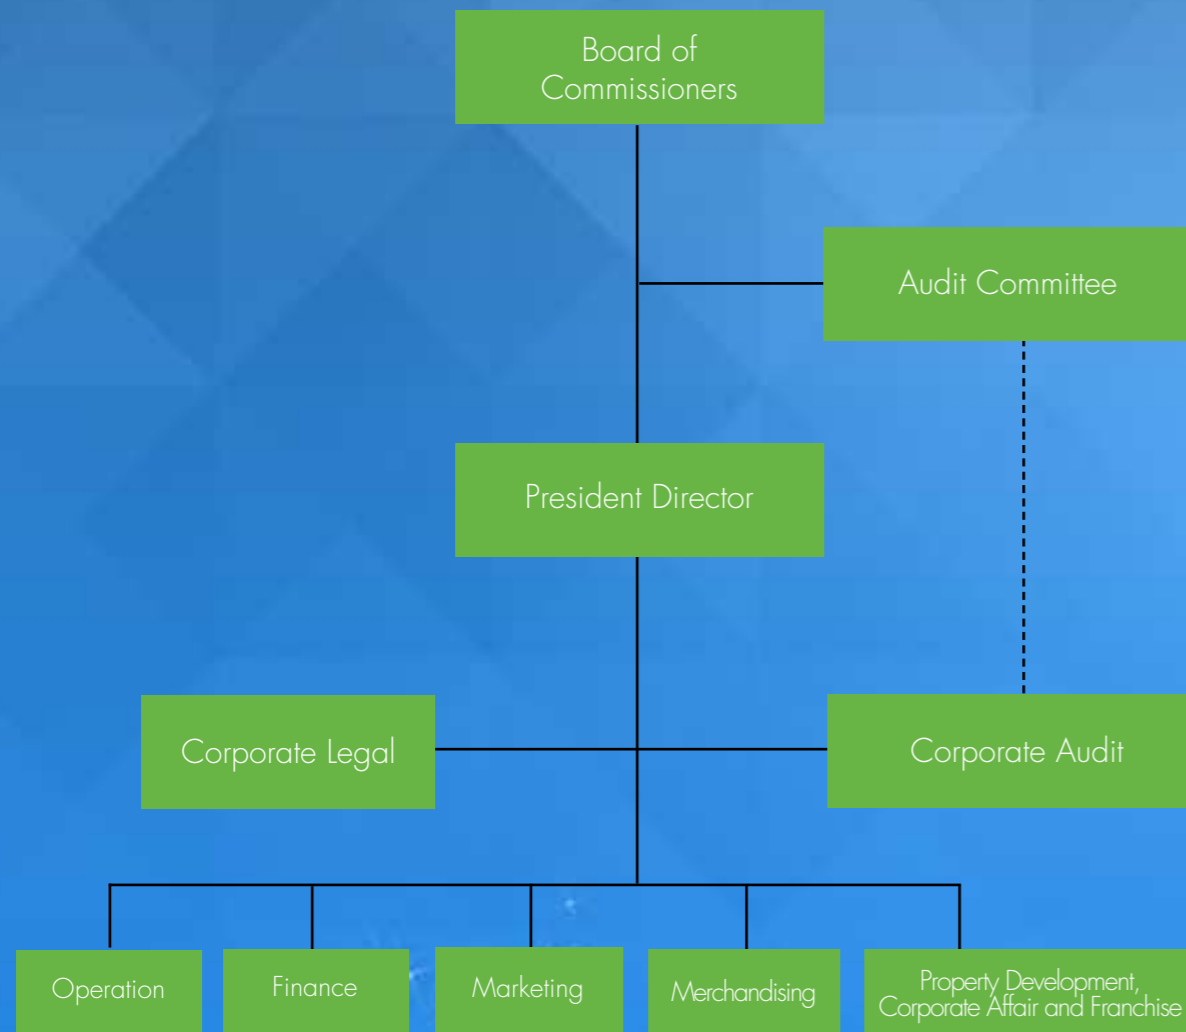 Board of
Commissioners
Audit Committee
President Director
Corporate Legal
Corporate Audit
Operation
Finance
Marketing
Merchandising
Property Development,
Corporate Affair and Franchise